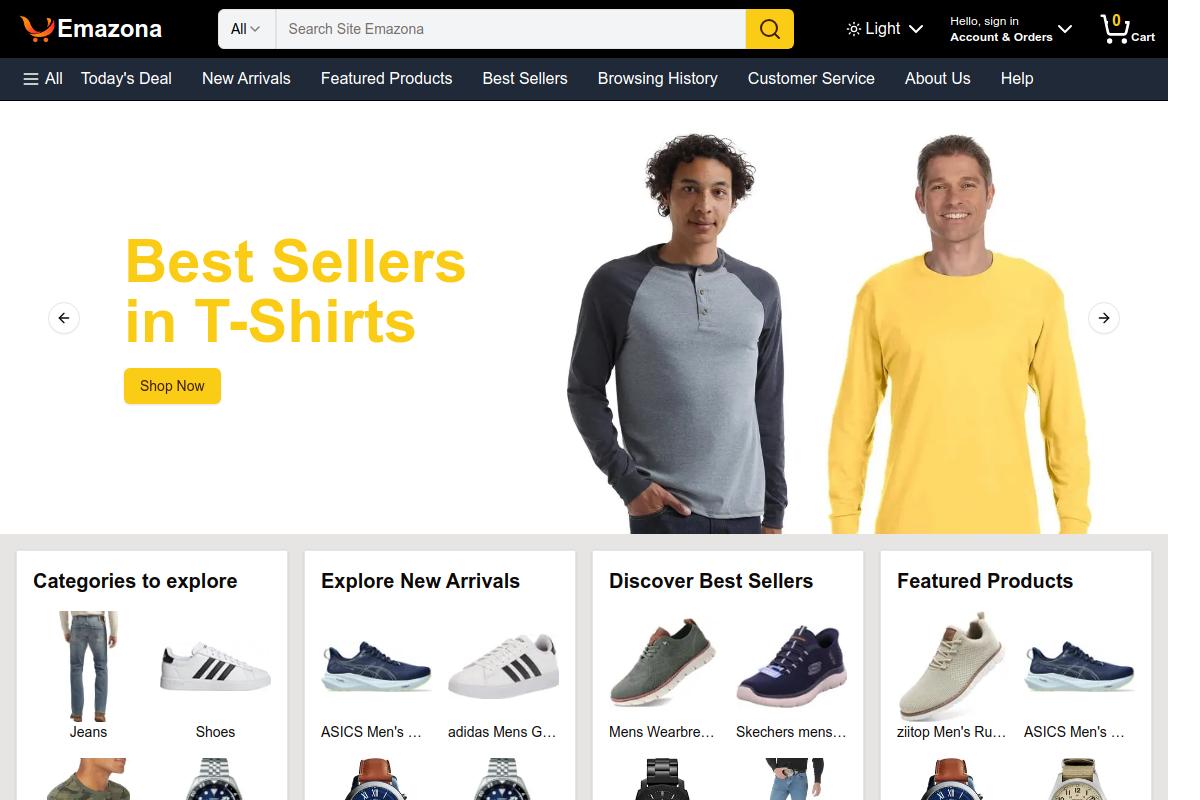 Emazona
All
Search Site Emazona
Light
Hello, sign in
Account & Orders
0
Cart
All
Today's Deal
New Arrivals
Featured Products
Best Sellers
Browsing History
Customer Service
About Us
Help
Best Sellers
in T-Shirts
Shop Now
Categories to explore
Jeans
Shoes
Explore New Arrivals
ASICS Men's ...
adidas Mens G...
Discover Best Sellers
Mens Wearbre...
Skechers mens...
Featured Products
ziitop Men's Ru...
ASICS Men's ...